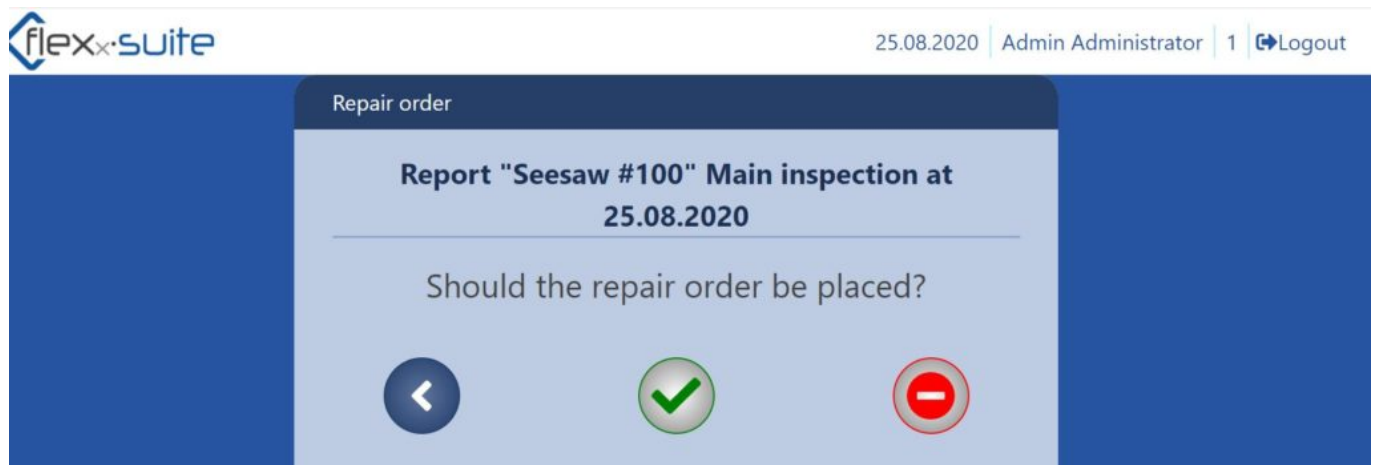 flexx·suite
25.08.2020 Admin Administrator 1 Logout
Repair order
Report "Seesaw #100" Main inspection at
25.08.2020
Should the repair order be placed?